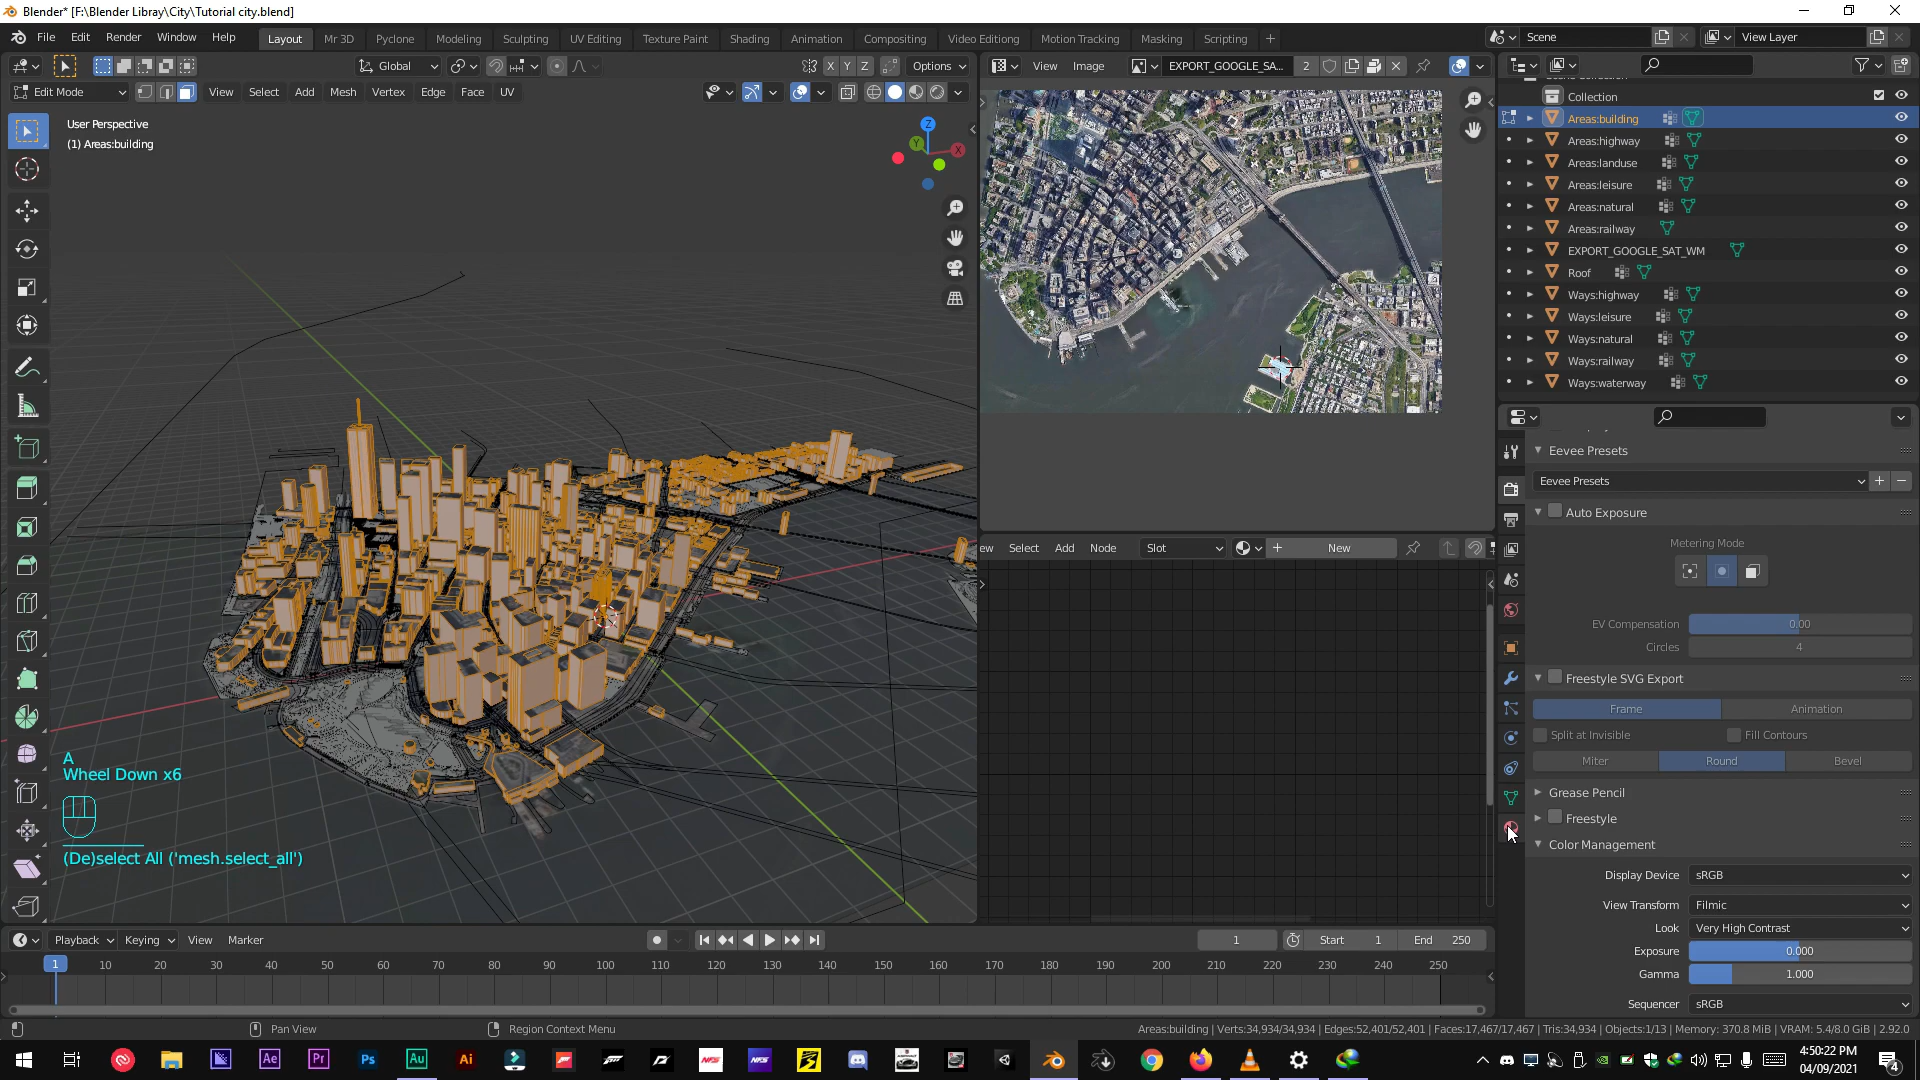 Blender* [F:\Blender Libray\City\Tutorial city.blend]
File Edit Render Window Help
Layout Mr 3D Pyclone Modeling Sculpting UV Editing Texture Paint Shading Animation Compositing Video Editiong Motion Tracking Masking Scripting +
Scene
View Layer
Global
X Y Z
Options
View Image
EXPORT_GOOGLE_SA...
2
Edit Mode
View Select Add Mesh Vertex Edge Face UV
User Perspective
(1) Areas:building
Z
Y
X
Collection
Areas:building
Areas:highway
Areas:landuse
Areas:leisure
Areas:natural
Areas:railway
EXPORT_GOOGLE_SAT_WM
Roof
Ways:highway
Ways:leisure
Ways:natural
Ways:railway
Ways:waterway
Eevee Presets
Eevee Presets
Auto Exposure
Metering Mode
EV Compensation 0.00
Circles 4
Freestyle SVG Export
Frame Animation
Split at Invisible Fill Contours
Miter Round Bevel
Grease Pencil
Freestyle
Color Management
Display Device sRGB
View Transform Filmic
Look Very High Contrast
Exposure 0.000
Gamma 1.000
Sequencer sRGB
ew Select Add Node
Slot
New
A
Wheel Down x6
(De)select All ('mesh.select_all')
Playback Keying View Marker
1
Start 1
End 250
1 10 20 30 40 50 60 70 80 90 100 110 120 130 140 150 160 170 180 190 200 210 220 230 240 250
Pan View
Region Context Menu
Areas:building | Verts:34,934/34,934 | Edges:52,401/52,401 | Faces:17,467/17,467 | Tris:34,934 | Objects:1/13 | Memory: 370.8 MiB | VRAM: 5.4/8.0 GiB | 2.92.0
Ae
Pr
Ps
Au
Ai
NFS
NFS
4:50:22 PM
04/09/2021
4